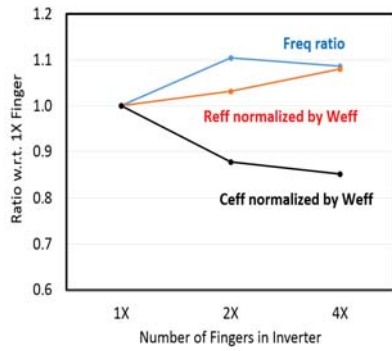 1.2
1.1
1.0
0.9
0.8
0.7
0.6
Ratio w.r.t. 1X Finger
Freq ratio
Reff normalized by Weff
Ceff normalized by Weff
1X 2X 4X
Number of Fingers in Inverter